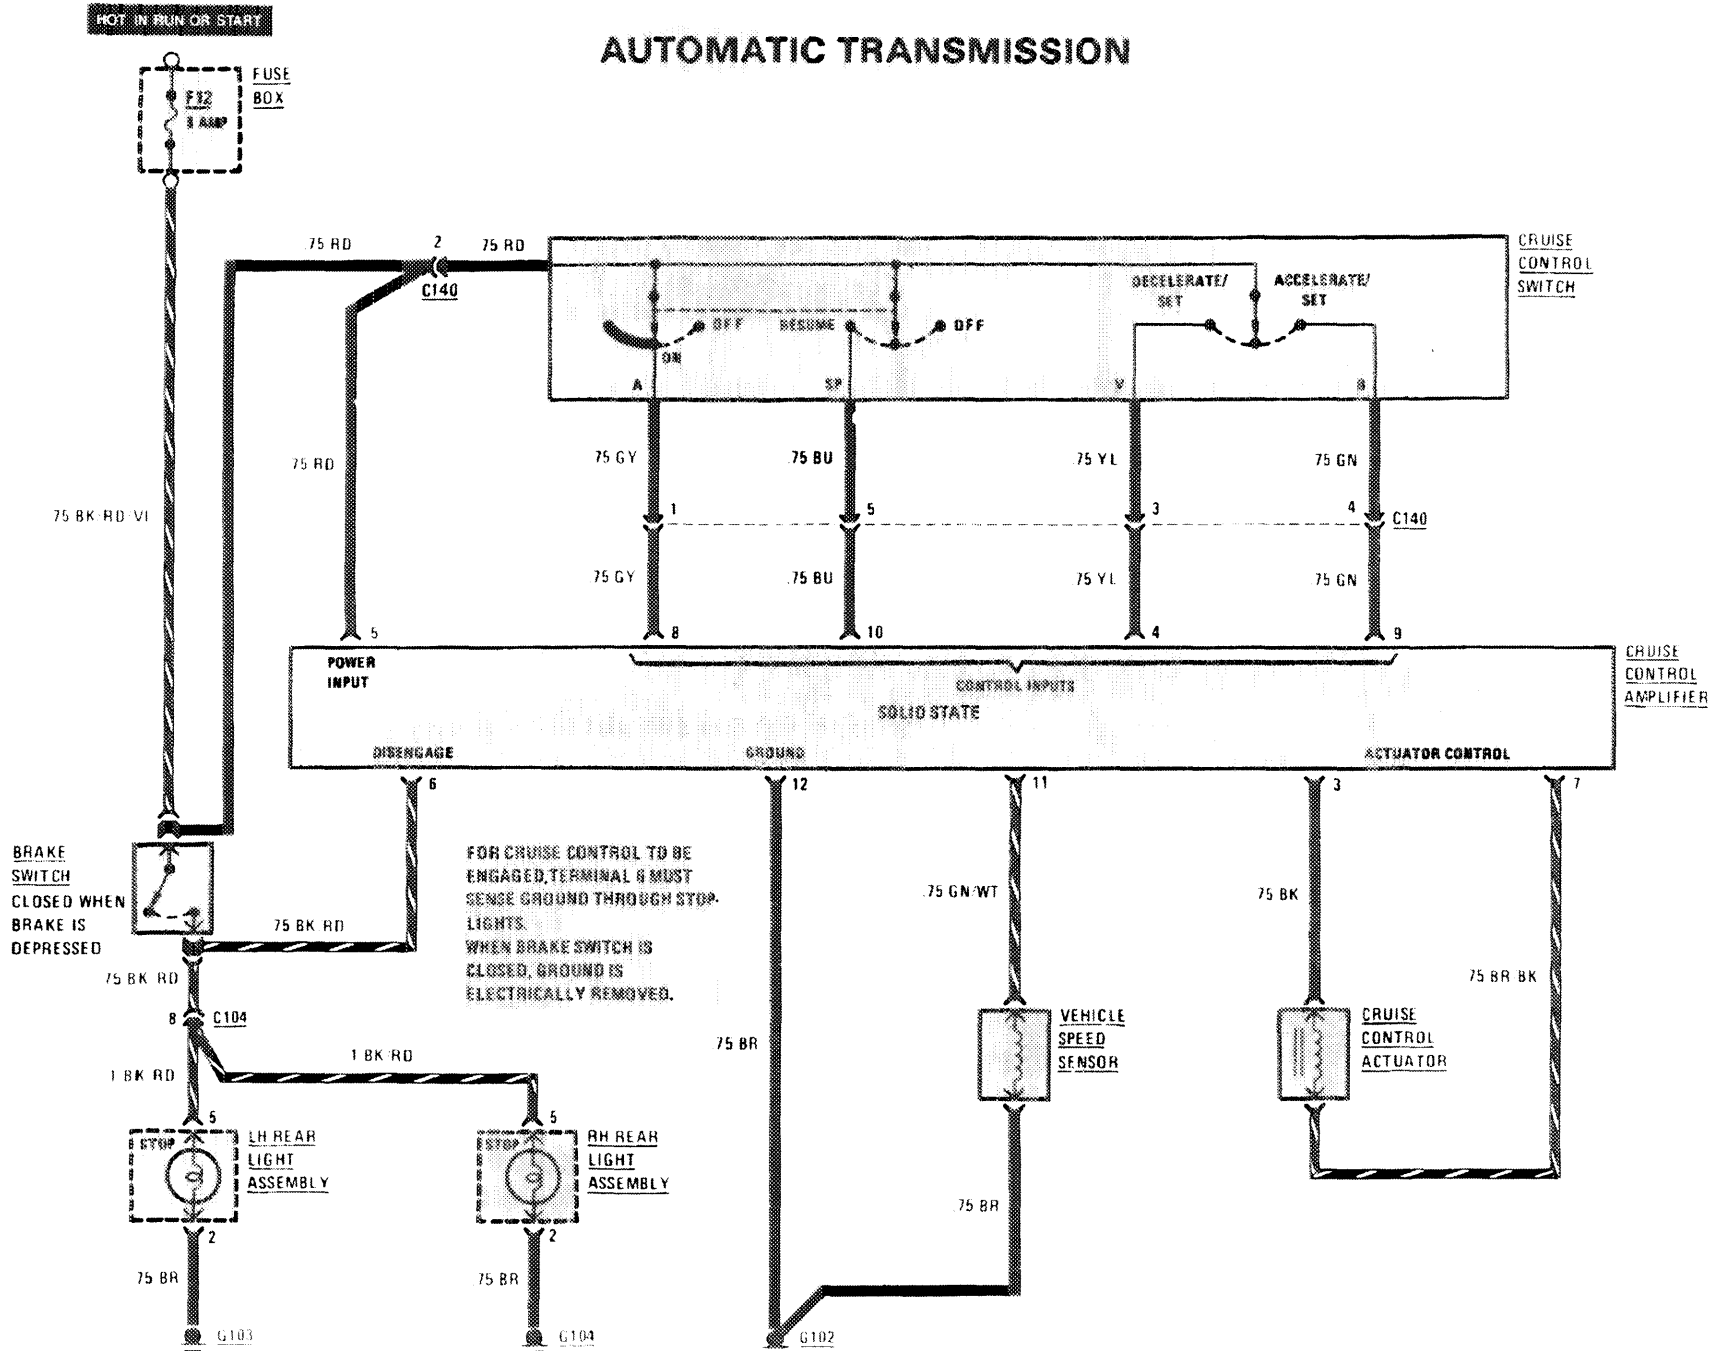 HOT IN RUN OR START
AUTOMATIC TRANSMISSION
FUSE
BOX
F12
8 AMP
.75 RD
2
.75 RD
C140
CRUISE
CONTROL
SWITCH
DECELERATE/
SET
ACCELERATE/
SET
OFF
RESUME
OFF
ON
A
SP
V
B
.75 GY
.75 BU
.75 YL
.75 GN
75 RD
75 BK/RD/VI
1
5
3
4
C140
75 GY
.75 BU
.75 YL
.75 GN
5
8
10
4
9
POWER
INPUT
CONTROL INPUTS
SOLID STATE
CRUISE
CONTROL
AMPLIFIER
DISENGAGE
GROUND
ACTUATOR CONTROL
6
12
11
3
7
BRAKE
SWITCH
CLOSED WHEN
BRAKE IS
DEPRESSED
FOR CRUISE CONTROL TO BE
ENGAGED, TERMINAL 6 MUST
SENSE GROUND THROUGH STOP-
LIGHTS.
WHEN BRAKE SWITCH IS
CLOSED, GROUND IS
ELECTRICALLY REMOVED.
75 BK/RD
75 BK/RD
.75 GN/WT
75 BK
75 BR/BK
8
C104
1 BK/RD
1 BK/RD
75 BR
VEHICLE
SPEED
SENSOR
CRUISE
CONTROL
ACTUATOR
5
5
STOP
LH REAR
LIGHT
ASSEMBLY
STOP
RH REAR
LIGHT
ASSEMBLY
2
2
.75 BR
75 BR
75 BR
G103
G104
G102